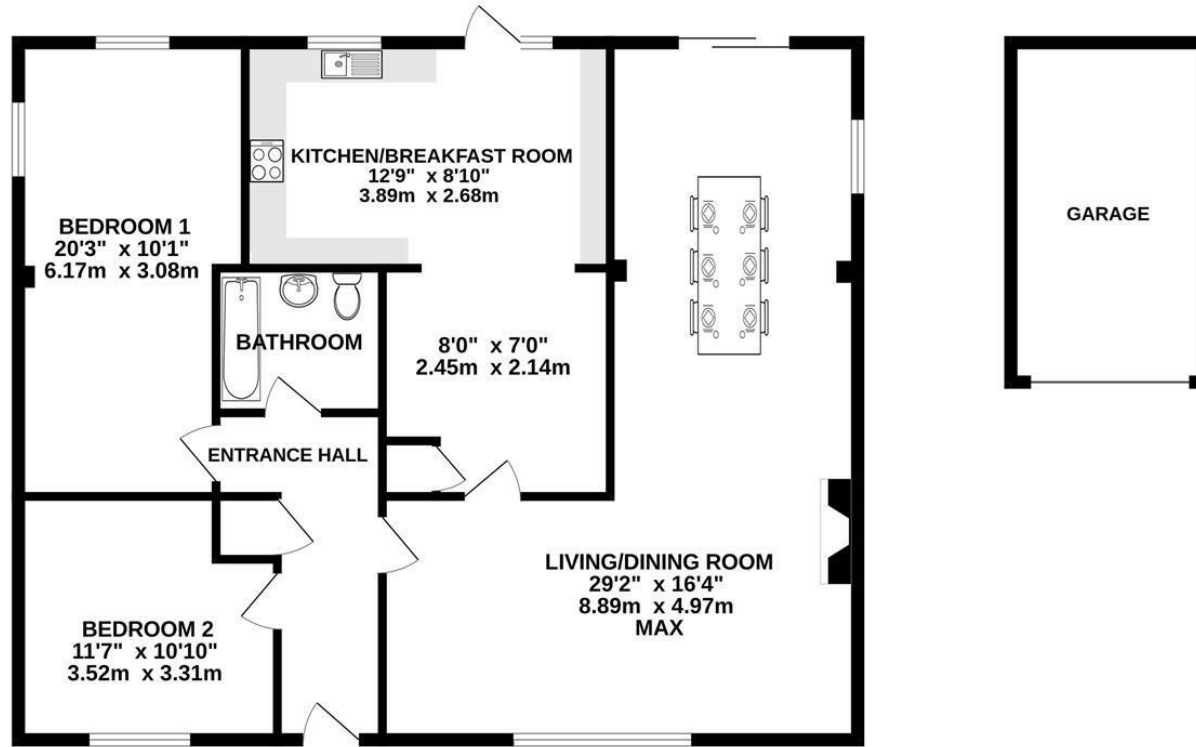 KITCHEN/BREAKFAST ROOM
12'9" x 8'10"
3.89m x 2.68m
BEDROOM 1
20'3" x 10'1"
6.17m x 3.08m
GARAGE
BATHROOM
8'0" x 7'0"
2.45m x 2.14m
ENTRANCE HALL
LIVING/DINING ROOM
29'2" x 16'4"
8.89m x 4.97m
MAX
BEDROOM 2
11'7" x 10'10"
3.52m x 3.31m